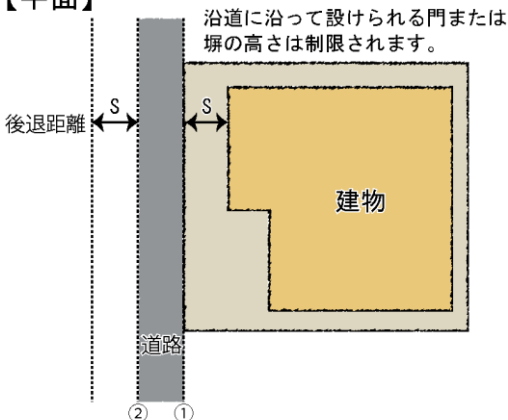 【平面】
沿道に沿って設けられる門または
塀の高さは制限されます。
S
S
後退距離
建物
道路
②
①